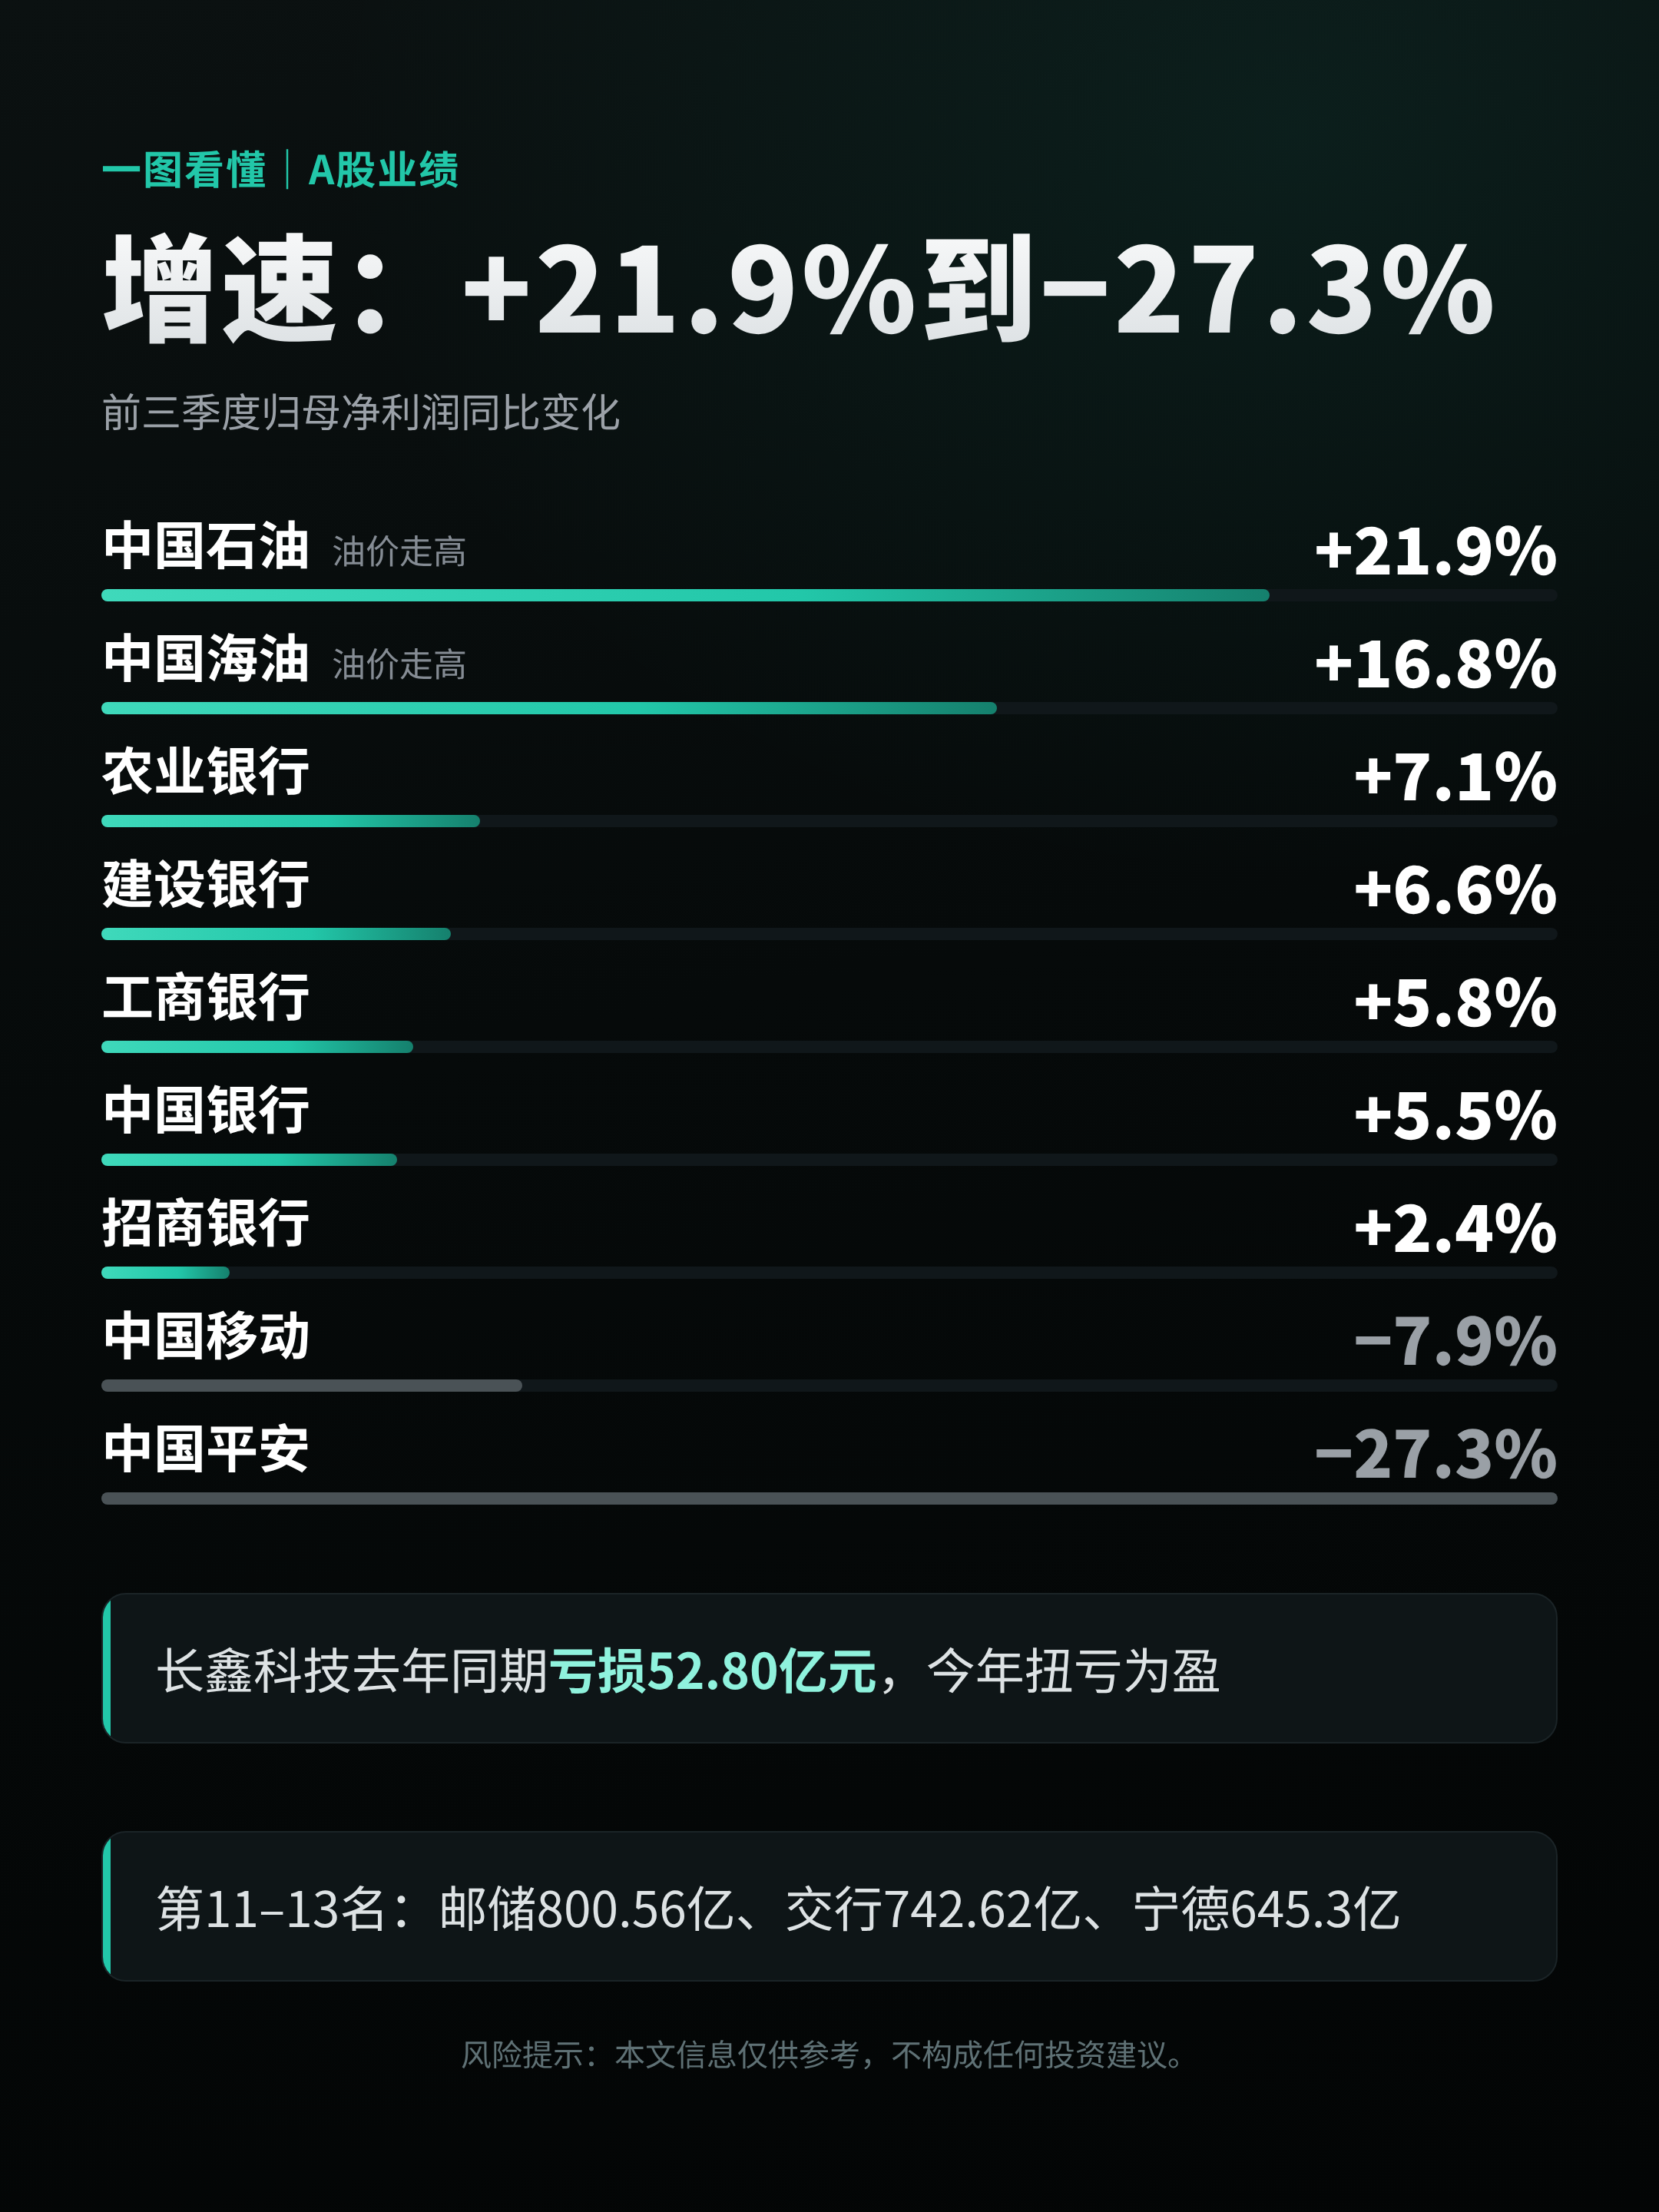 一图看懂｜A股业绩
增速：+21.9%到−27.3%
前三季度归母净利润同比变化
中国石油 油价走高 +21.9%
中国海油 油价走高 +16.8%
农业银行 +7.1%
建设银行 +6.6%
工商银行 +5.8%
中国银行 +5.5%
招商银行 +2.4%
中国移动 −7.9%
中国平安 −27.3%
长鑫科技去年同期亏损52.80亿元，今年扭亏为盈
第11–13名：邮储800.56亿、交行742.62亿、宁德645.3亿
风险提示：本文信息仅供参考，不构成任何投资建议。